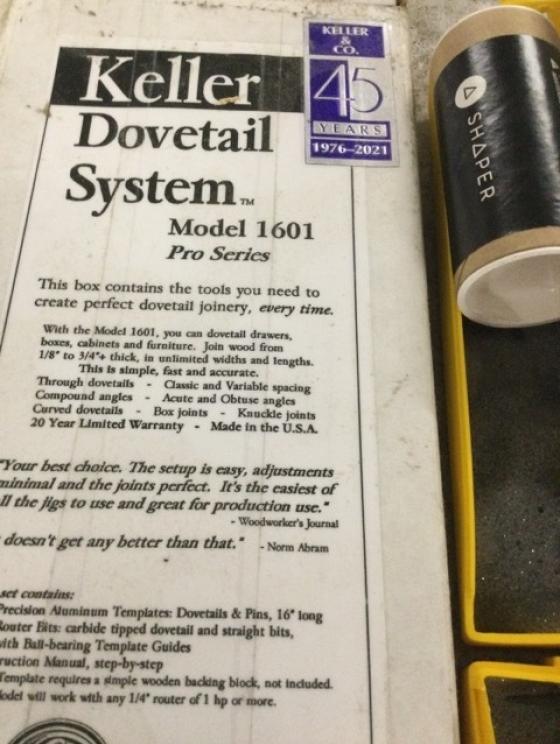 KELLER
&
CO.
45
YEARS
1976–2021
Keller
Dovetail
System™
Model 1601
Pro Series
This box contains the tools you need to
create perfect dovetail joinery, every time.
With the Model 1601, you can dovetail drawers,
boxes, cabinets and furniture. Join wood from
1/8" to 3/4"+ thick, in unlimited widths and lengths.
This is simple, fast and accurate.
Through dovetails - Classic and Variable spacing
Compound angles - Acute and Obtuse angles
Curved dovetails - Box joints - Knuckle joints
20 Year Limited Warranty - Made in the U.S.A.
"Your best choice. The setup is easy, adjustments
minimal and the joints perfect. It's the easiest of
all the jigs to use and great for production use."
- Woodworker's Journal
doesn't get any better than that." - Norm Abram
set contains:
Precision Aluminum Templates: Dovetails & Pins, 16" long
Router Bits: carbide tipped dovetail and straight bits,
with Ball-bearing Template Guides
ruction Manual, step-by-step
Template requires a simple wooden backing block, not included.
Model will work with any 1/4" router of 1 hp or more.
SHAPER